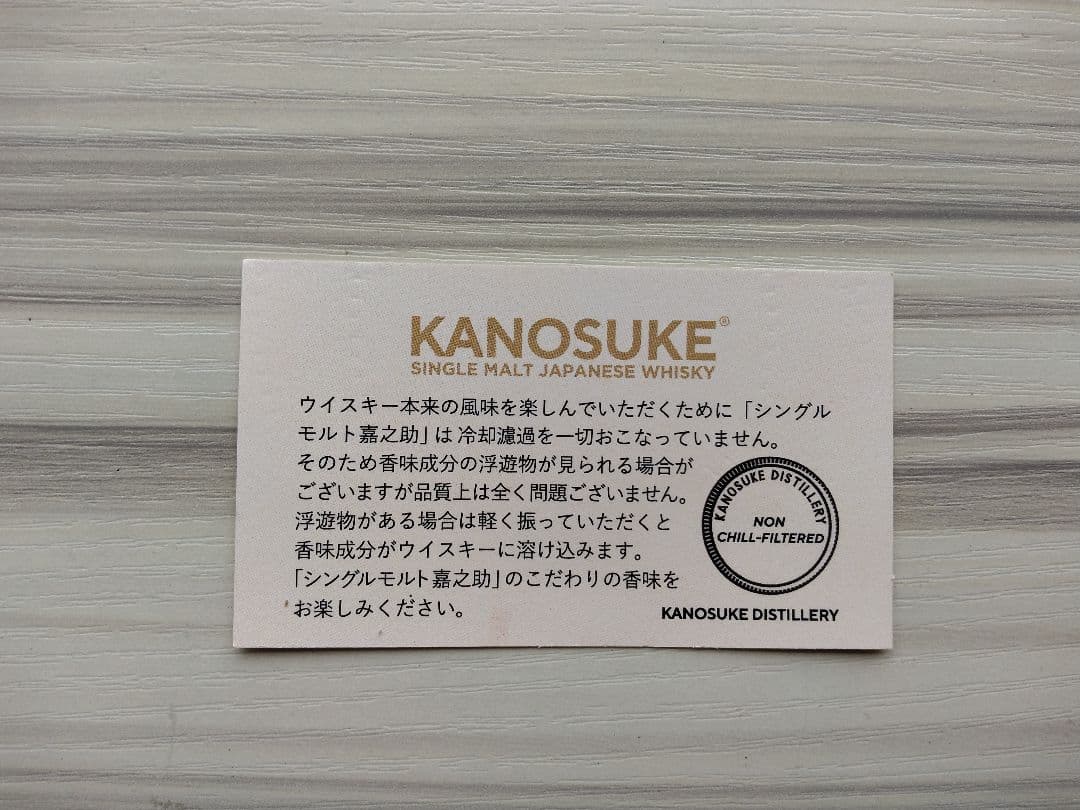 KANOSUKE®
SINGLE MALT JAPANESE WHISKY
ウイスキー本来の風味を楽しんでいただくために「シングル
モルト嘉之助」は冷却濾過を一切おこなっていません。
そのため香味成分の浮遊物が見られる場合が
ございますが品質上は全く問題ございません。
浮遊物がある場合は軽く振っていただくと
香味成分がウイスキーに溶け込みます。
「シングルモルト嘉之助」のこだわりの香味を
お楽しみください。
KANOSUKE DISTILLERY
NON
CHILL-FILTERED
KANOSUKE DISTILLERY